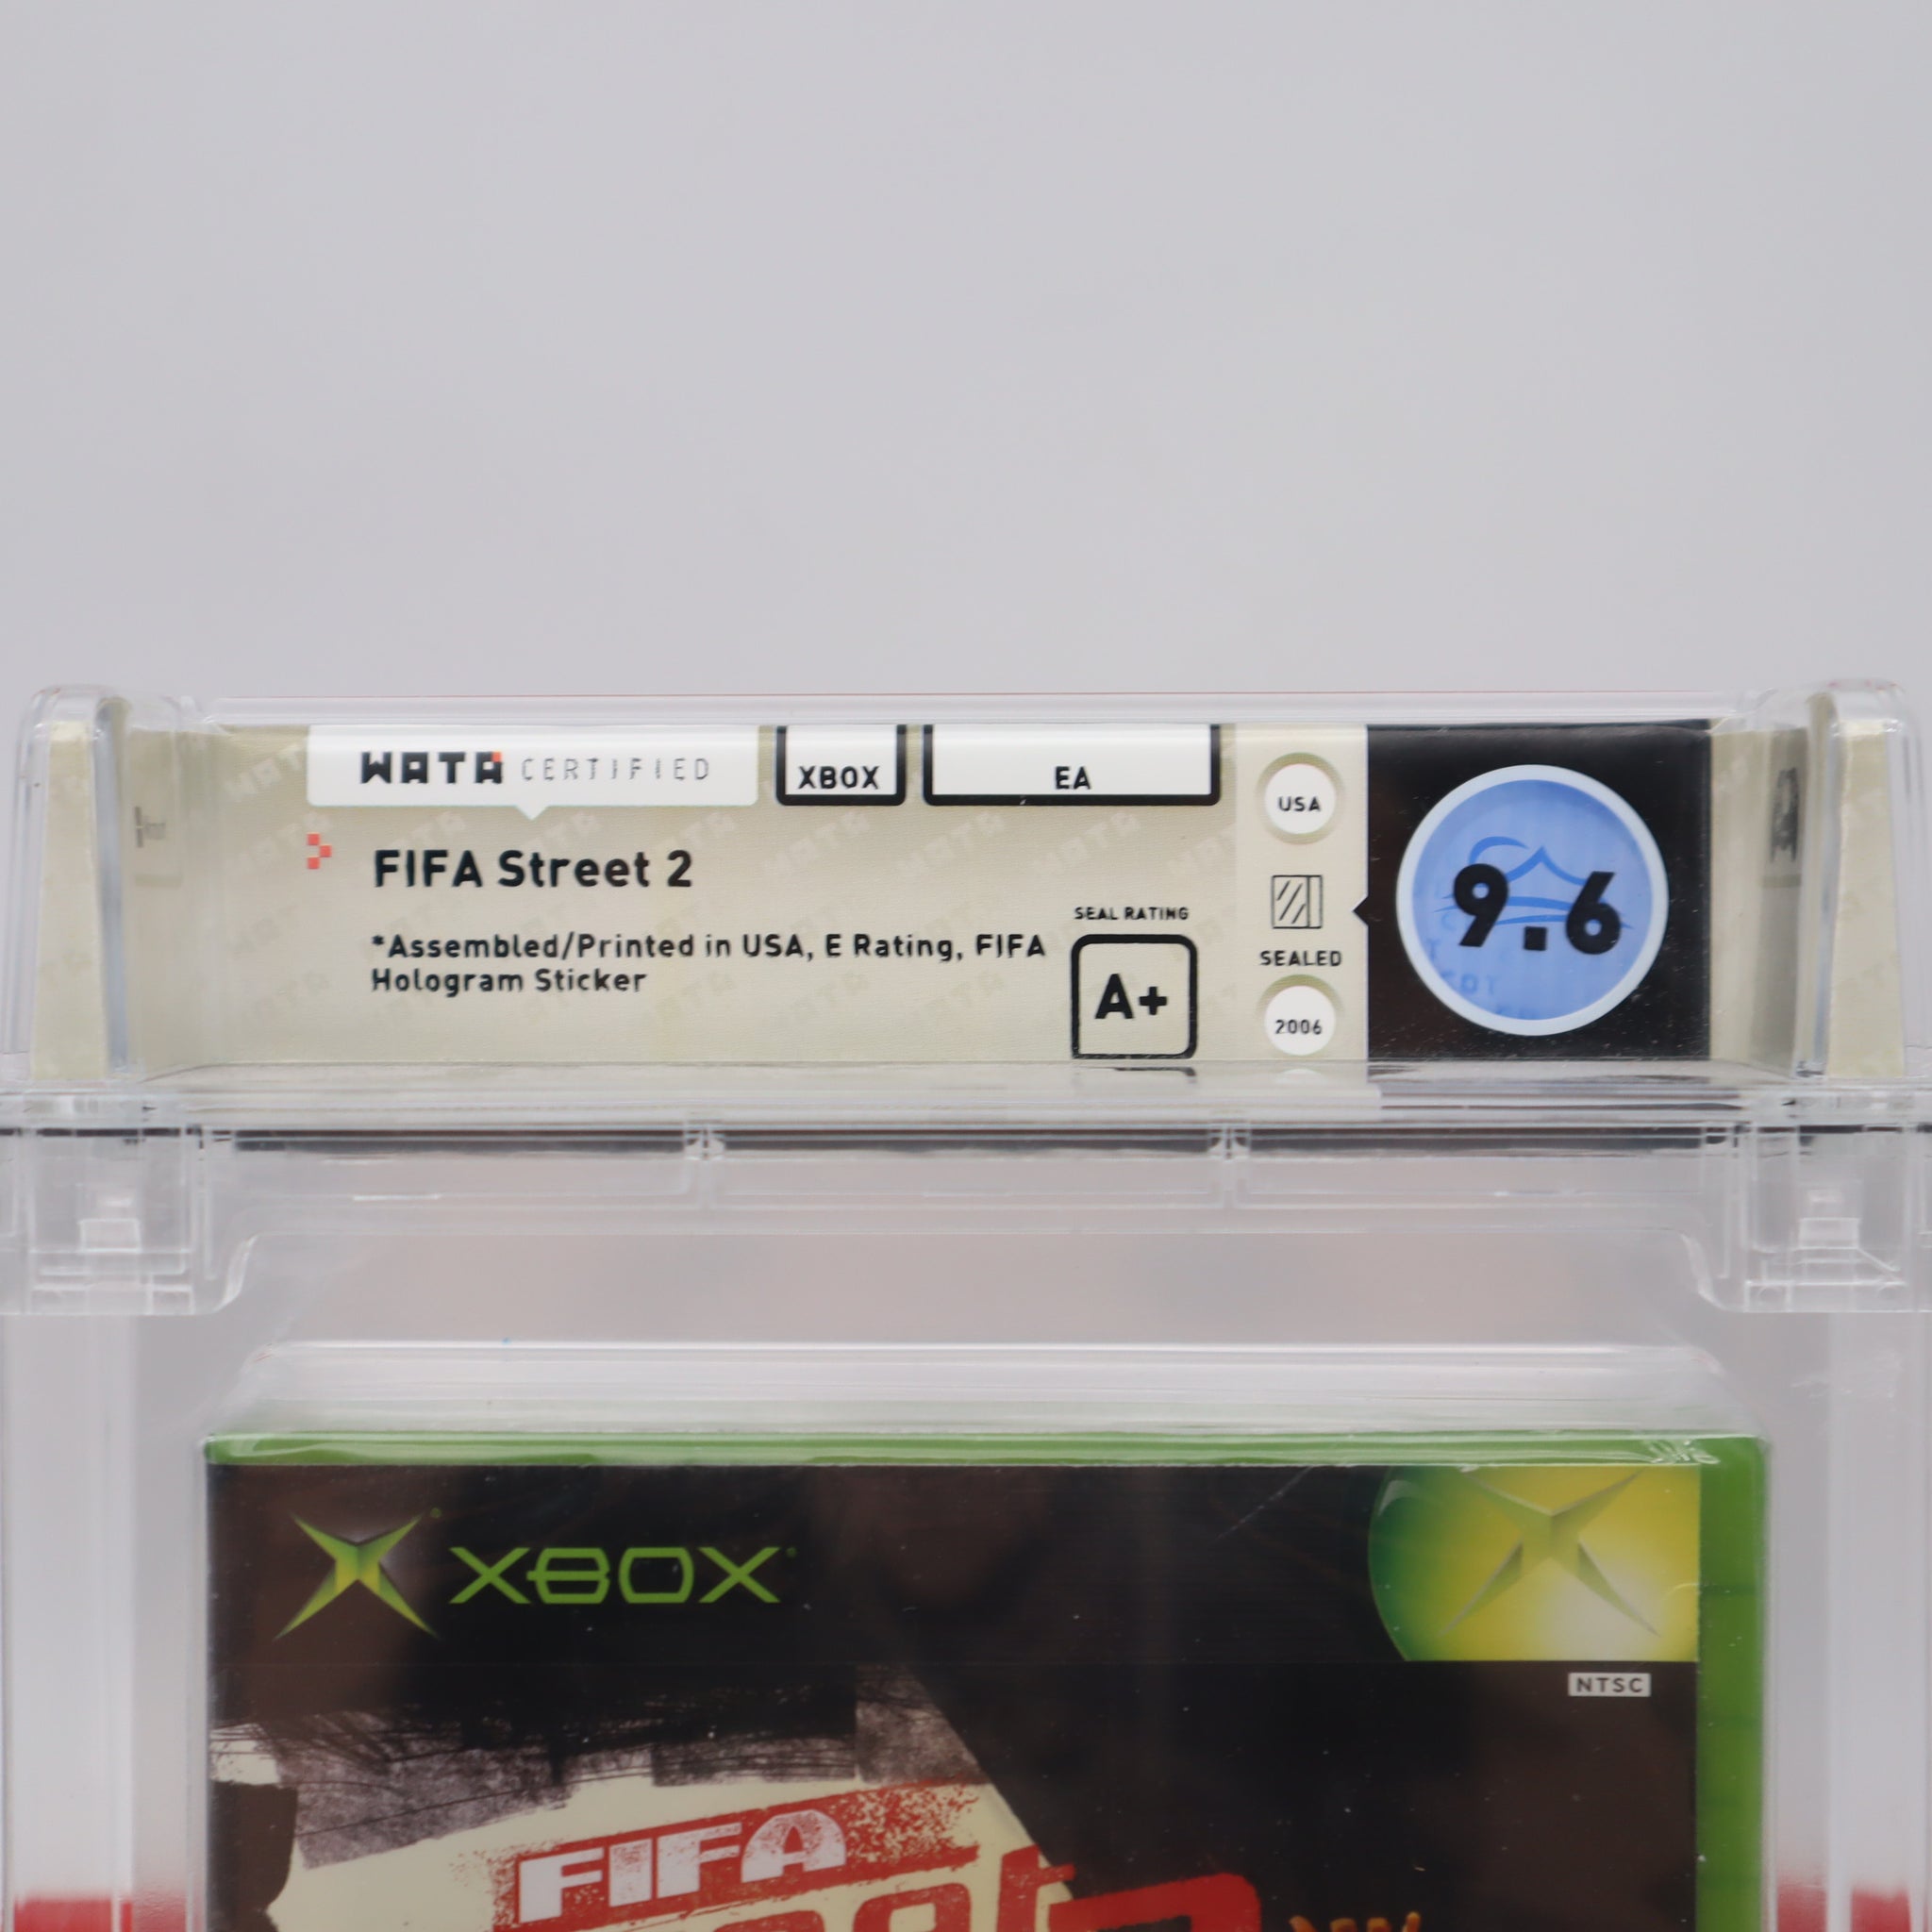 WATA CERTIFIED
XBOX
EA
USA
FIFA Street 2
9.6
SEAL RATING
*Assembled/Printed in USA, E Rating, FIFA
Hologram Sticker
A+
SEALED
2006
XBOX
NTSC
FIFA